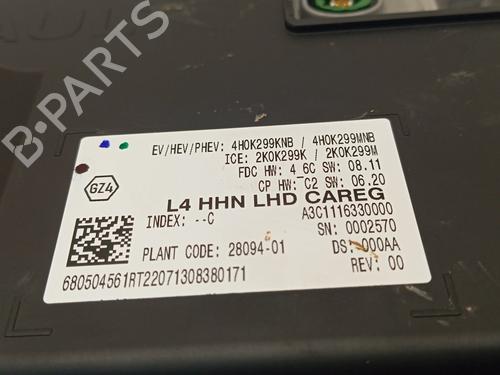 B-PARTS
EV/HEV/PHEV: 4H0K299KNB / 4H0K299MNB
ICE: 2K0K299K / 2K0K299M
FDC HW: 4_6C SW: 08.11
CP HW: C2 SW: 06.20
GZ4
L4 HHN LHD CAREG
INDEX: --C
A3C1116330000
SN: 0002570
PLANT CODE: 28094-01
DS: 000AA
680504561RT22071308380171
REV: 00